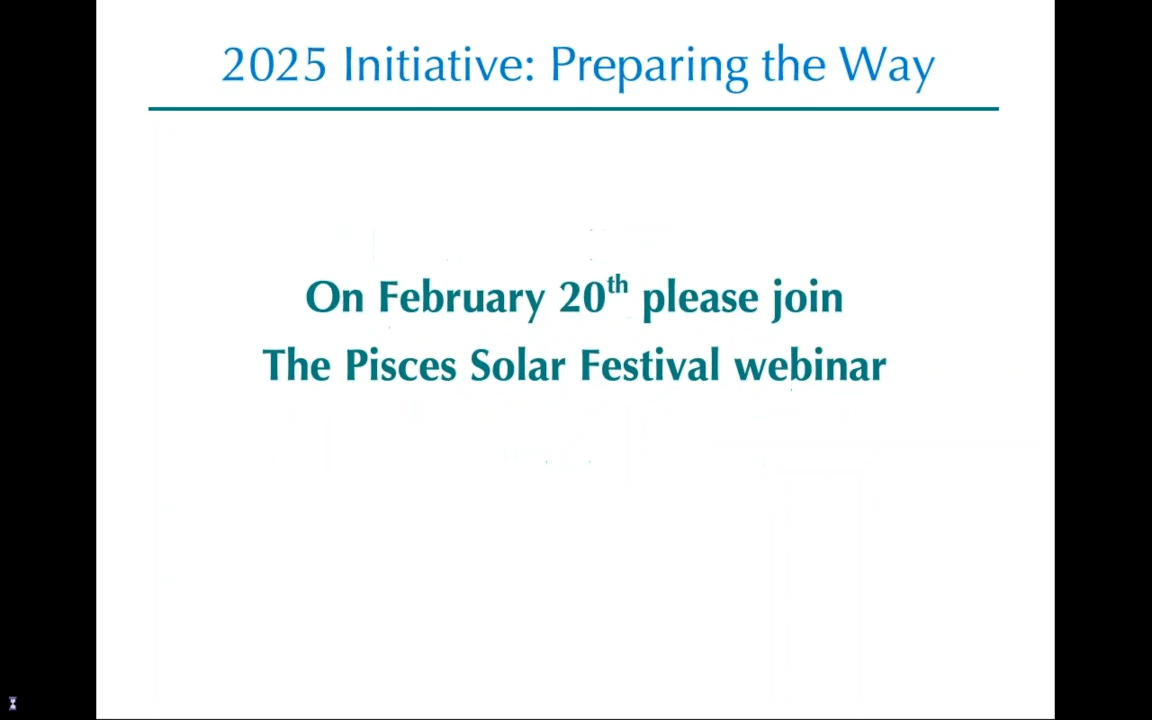 2025 Initiative: Preparing the Way
On February 20th please join
The Pisces Solar Festival webinar